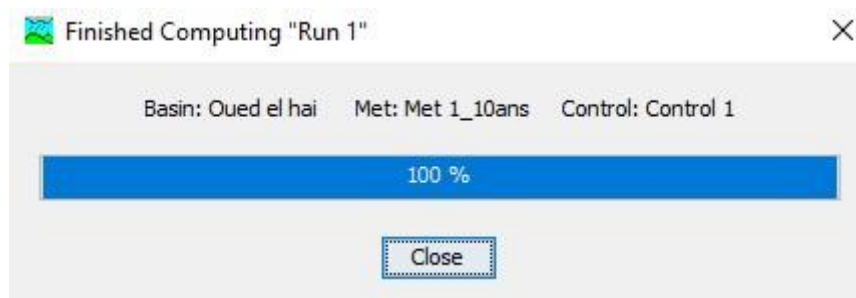 Finished Computing "Run 1"
Basin: Oued el hai Met: Met 1_10ans Control: Control 1
100 %
Close